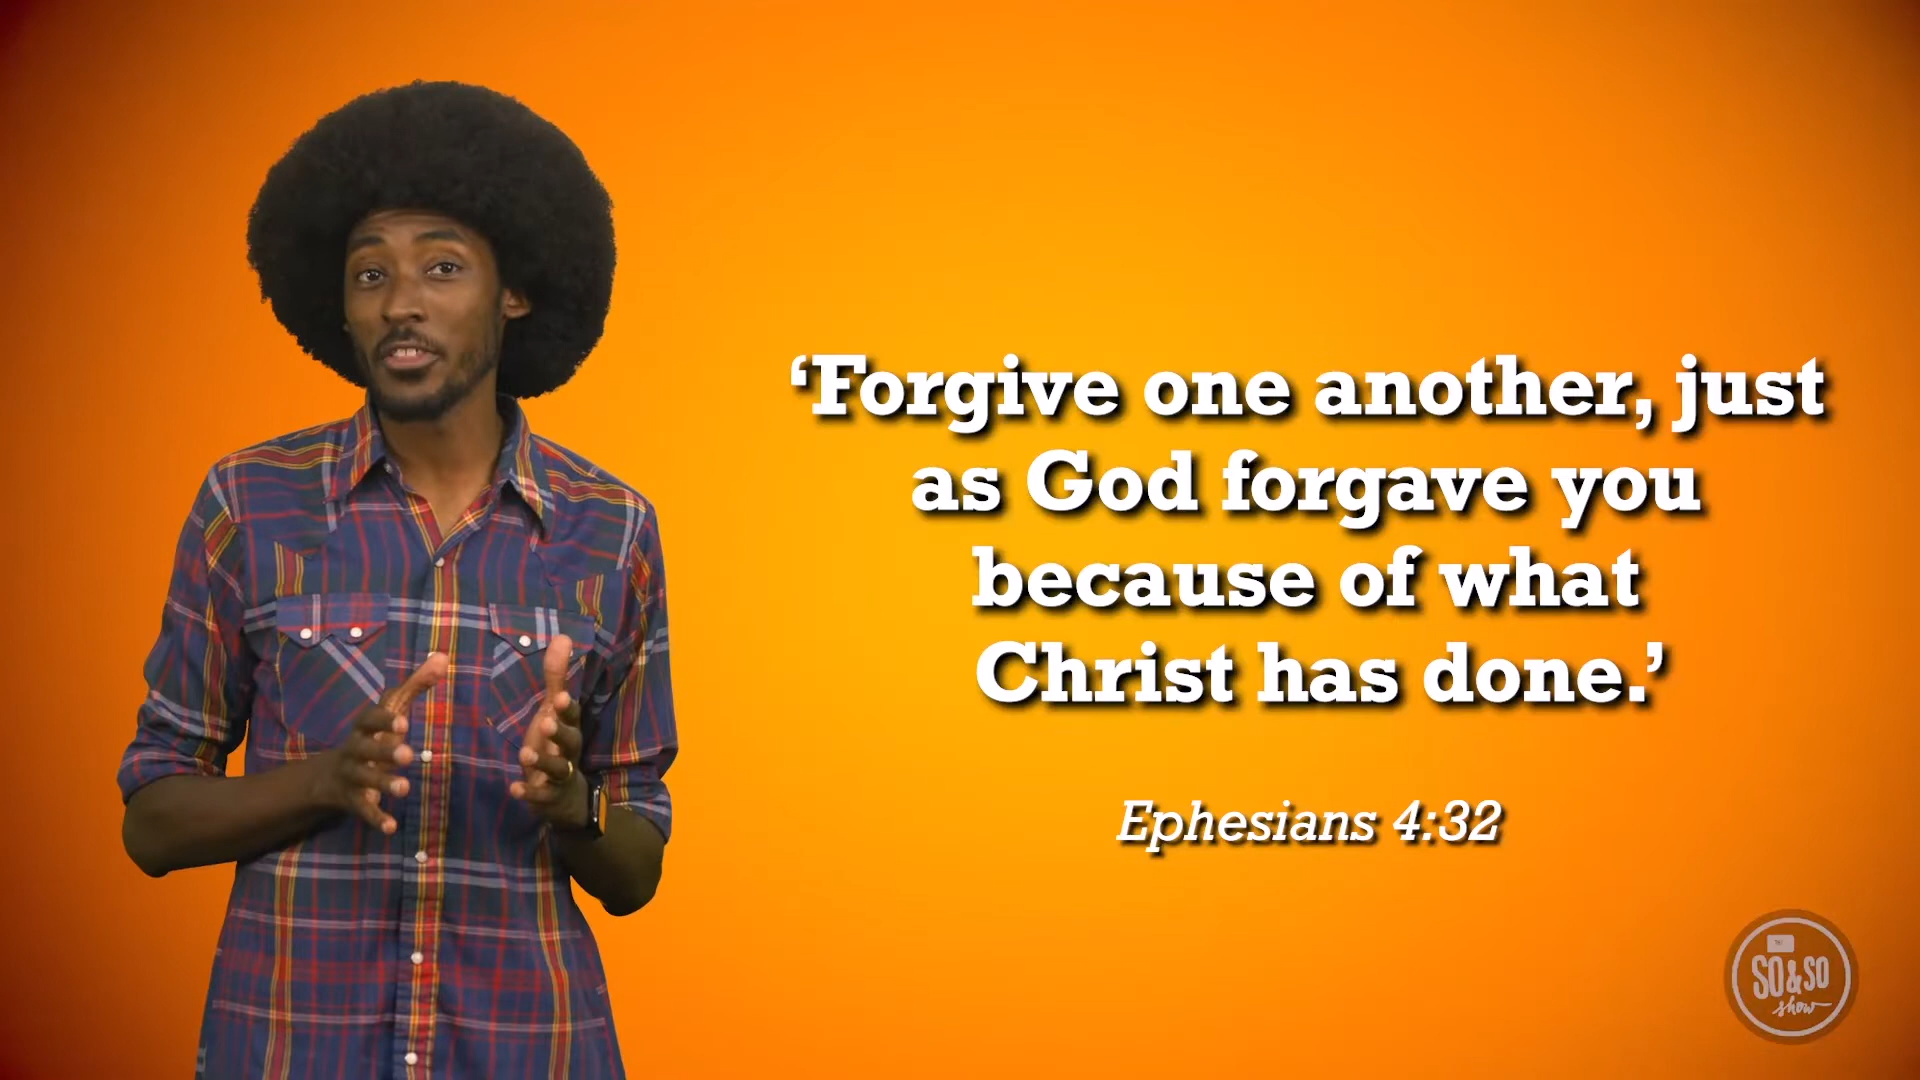 ‘Forgive one another, just
as God forgave you
because of what
Christ has done.’
Ephesians 4:32
SO & SO
show